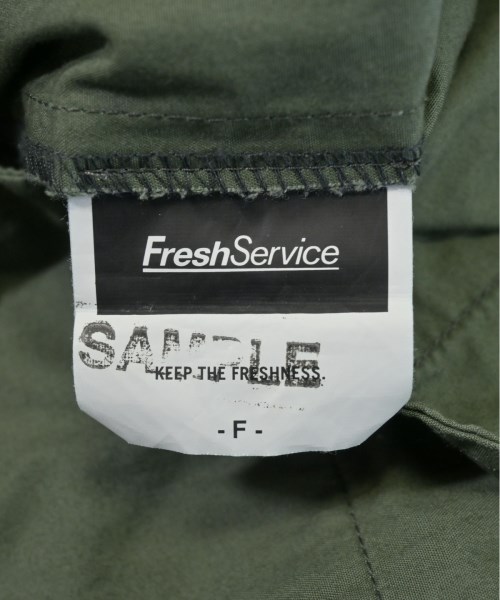 FreshService
SAMPLE
KEEP THE FRESHNESS.
- F -